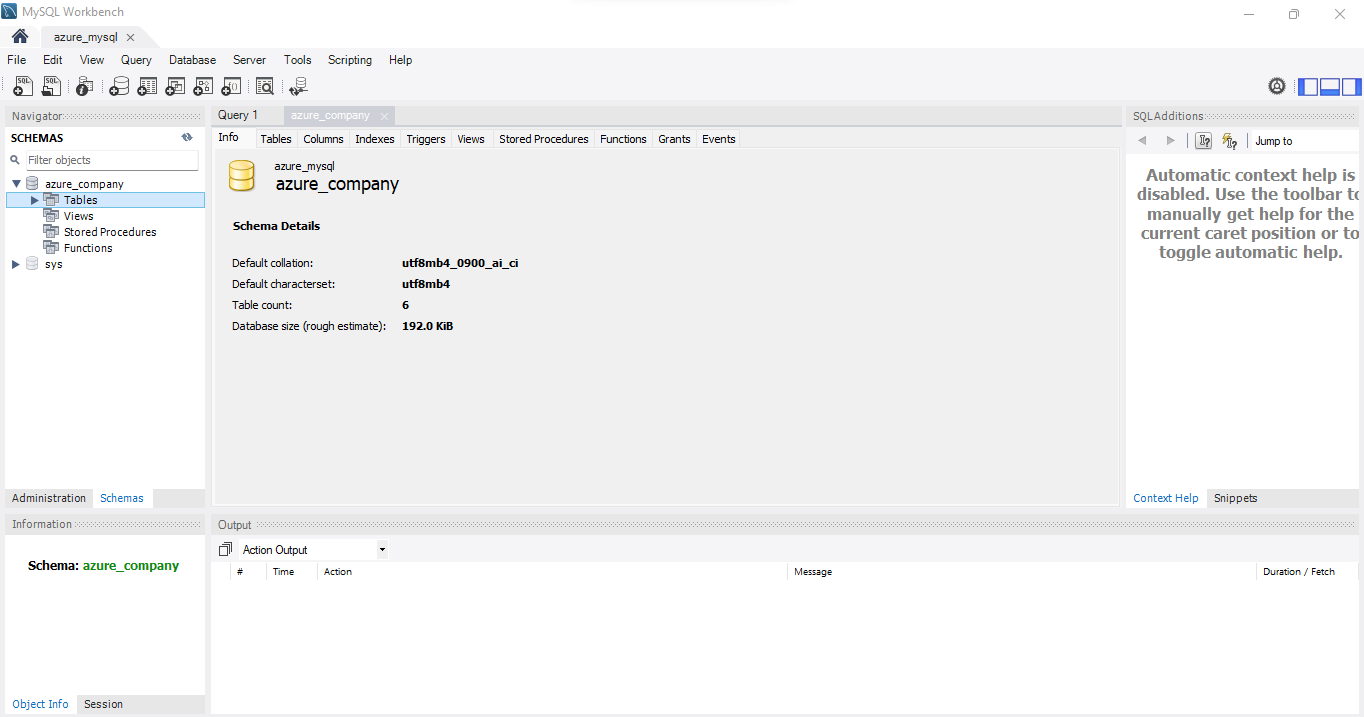 MySQL Workbench
azure_mysql
File Edit View Query Database Server Tools Scripting Help
Navigator
SCHEMAS
Filter objects
azure_company
Tables
Views
Stored Procedures
Functions
sys
Administration Schemas
Information
Schema: azure_company
Object Info Session
Query 1 azure_company
Info Tables Columns Indexes Triggers Views Stored Procedures Functions Grants Events
azure_mysql
azure_company
Schema Details
Default collation: utf8mb4_0900_ai_ci
Default characterset: utf8mb4
Table count: 6
Database size (rough estimate): 192.0 KiB
SQLAdditions
Jump to
Automatic context help is
disabled. Use the toolbar to
manually get help for the
current caret position or to
toggle automatic help.
Context Help Snippets
Output
Action Output
# Time Action Message Duration / Fetch